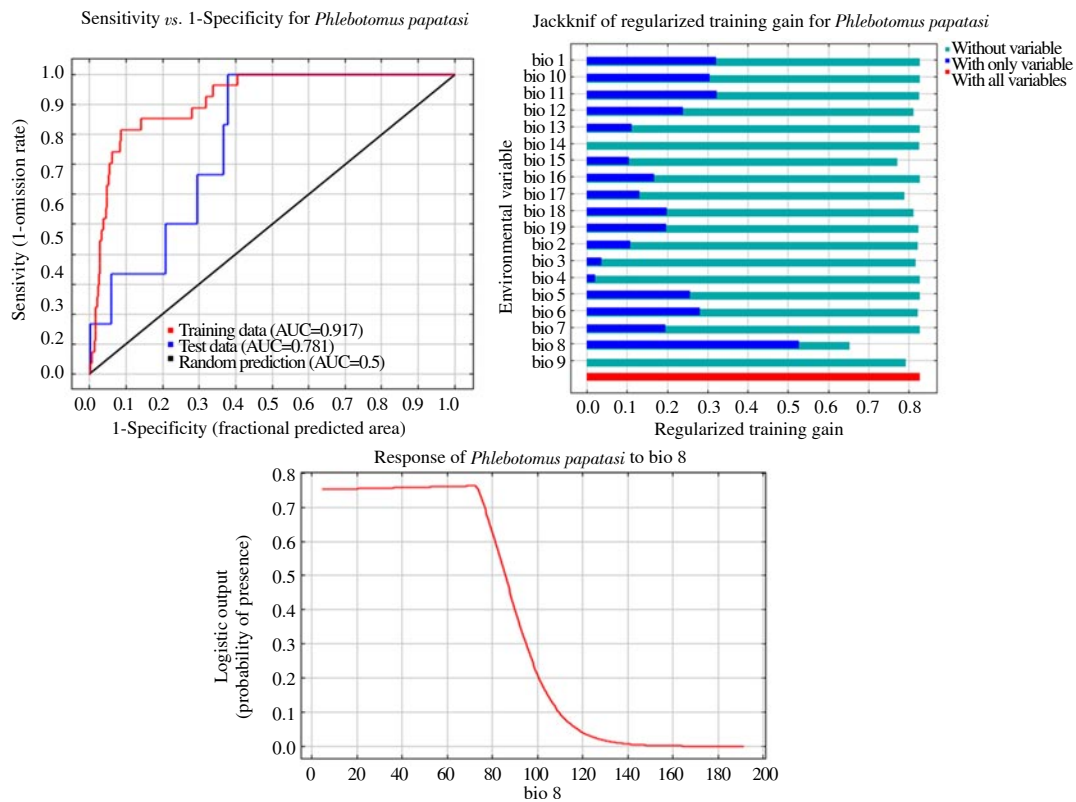 Sensitivity vs. 1-Specificity for Phlebotomus papatasi
Sensivity (1-omission rate)
1.0
0.9
0.8
0.7
0.6
0.5
0.4
0.3
0.2
0.0
Training data (AUC=0.917)
Test data (AUC=0.781)
Random prediction (AUC=0.5)
0.0 0.1 0.2 0.3 0.4 0.5 0.6 0.7 0.8 0.9 1.0
1-Specificity (fractional predicted area)
Jackknif of regularized training gain for Phlebotomus papatasi
Without variable
With only variable
With all variables
Environmental variable
bio 1
bio 10
bio 11
bio 12
bio 13
bio 14
bio 15
bio 16
bio 17
bio 18
bio 19
bio 2
bio 3
bio 4
bio 5
bio 6
bio 7
bio 8
bio 9
0.0 0.1 0.2 0.3 0.4 0.5 0.6 0.7 0.8
Regularized training gain
Response of Phlebotomus papatasi to bio 8
Logistic output
(probability of presence)
0.8
0.7
0.6
0.5
0.4
0.3
0.2
0.1
0.0
0 20 40 60 80 100 120 140 160 180 200
bio 8